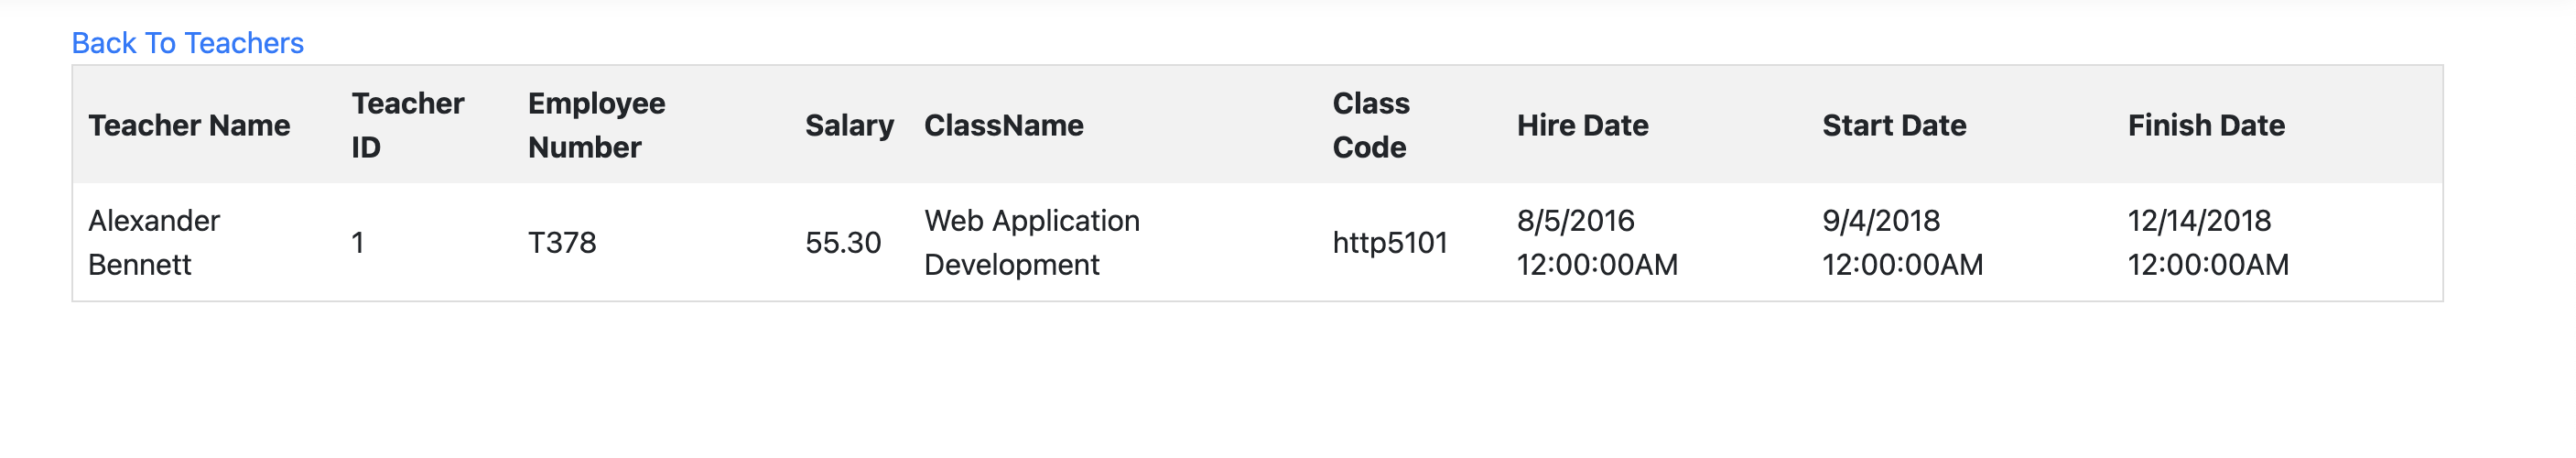 Back To Teachers
Teacher Name Teacher ID Employee Number Salary ClassName Class Code Hire Date Start Date Finish Date
Alexander Bennett 1 T378 55.30 Web Application Development http5101 8/5/2016 12:00:00AM 9/4/2018 12:00:00AM 12/14/2018 12:00:00AM